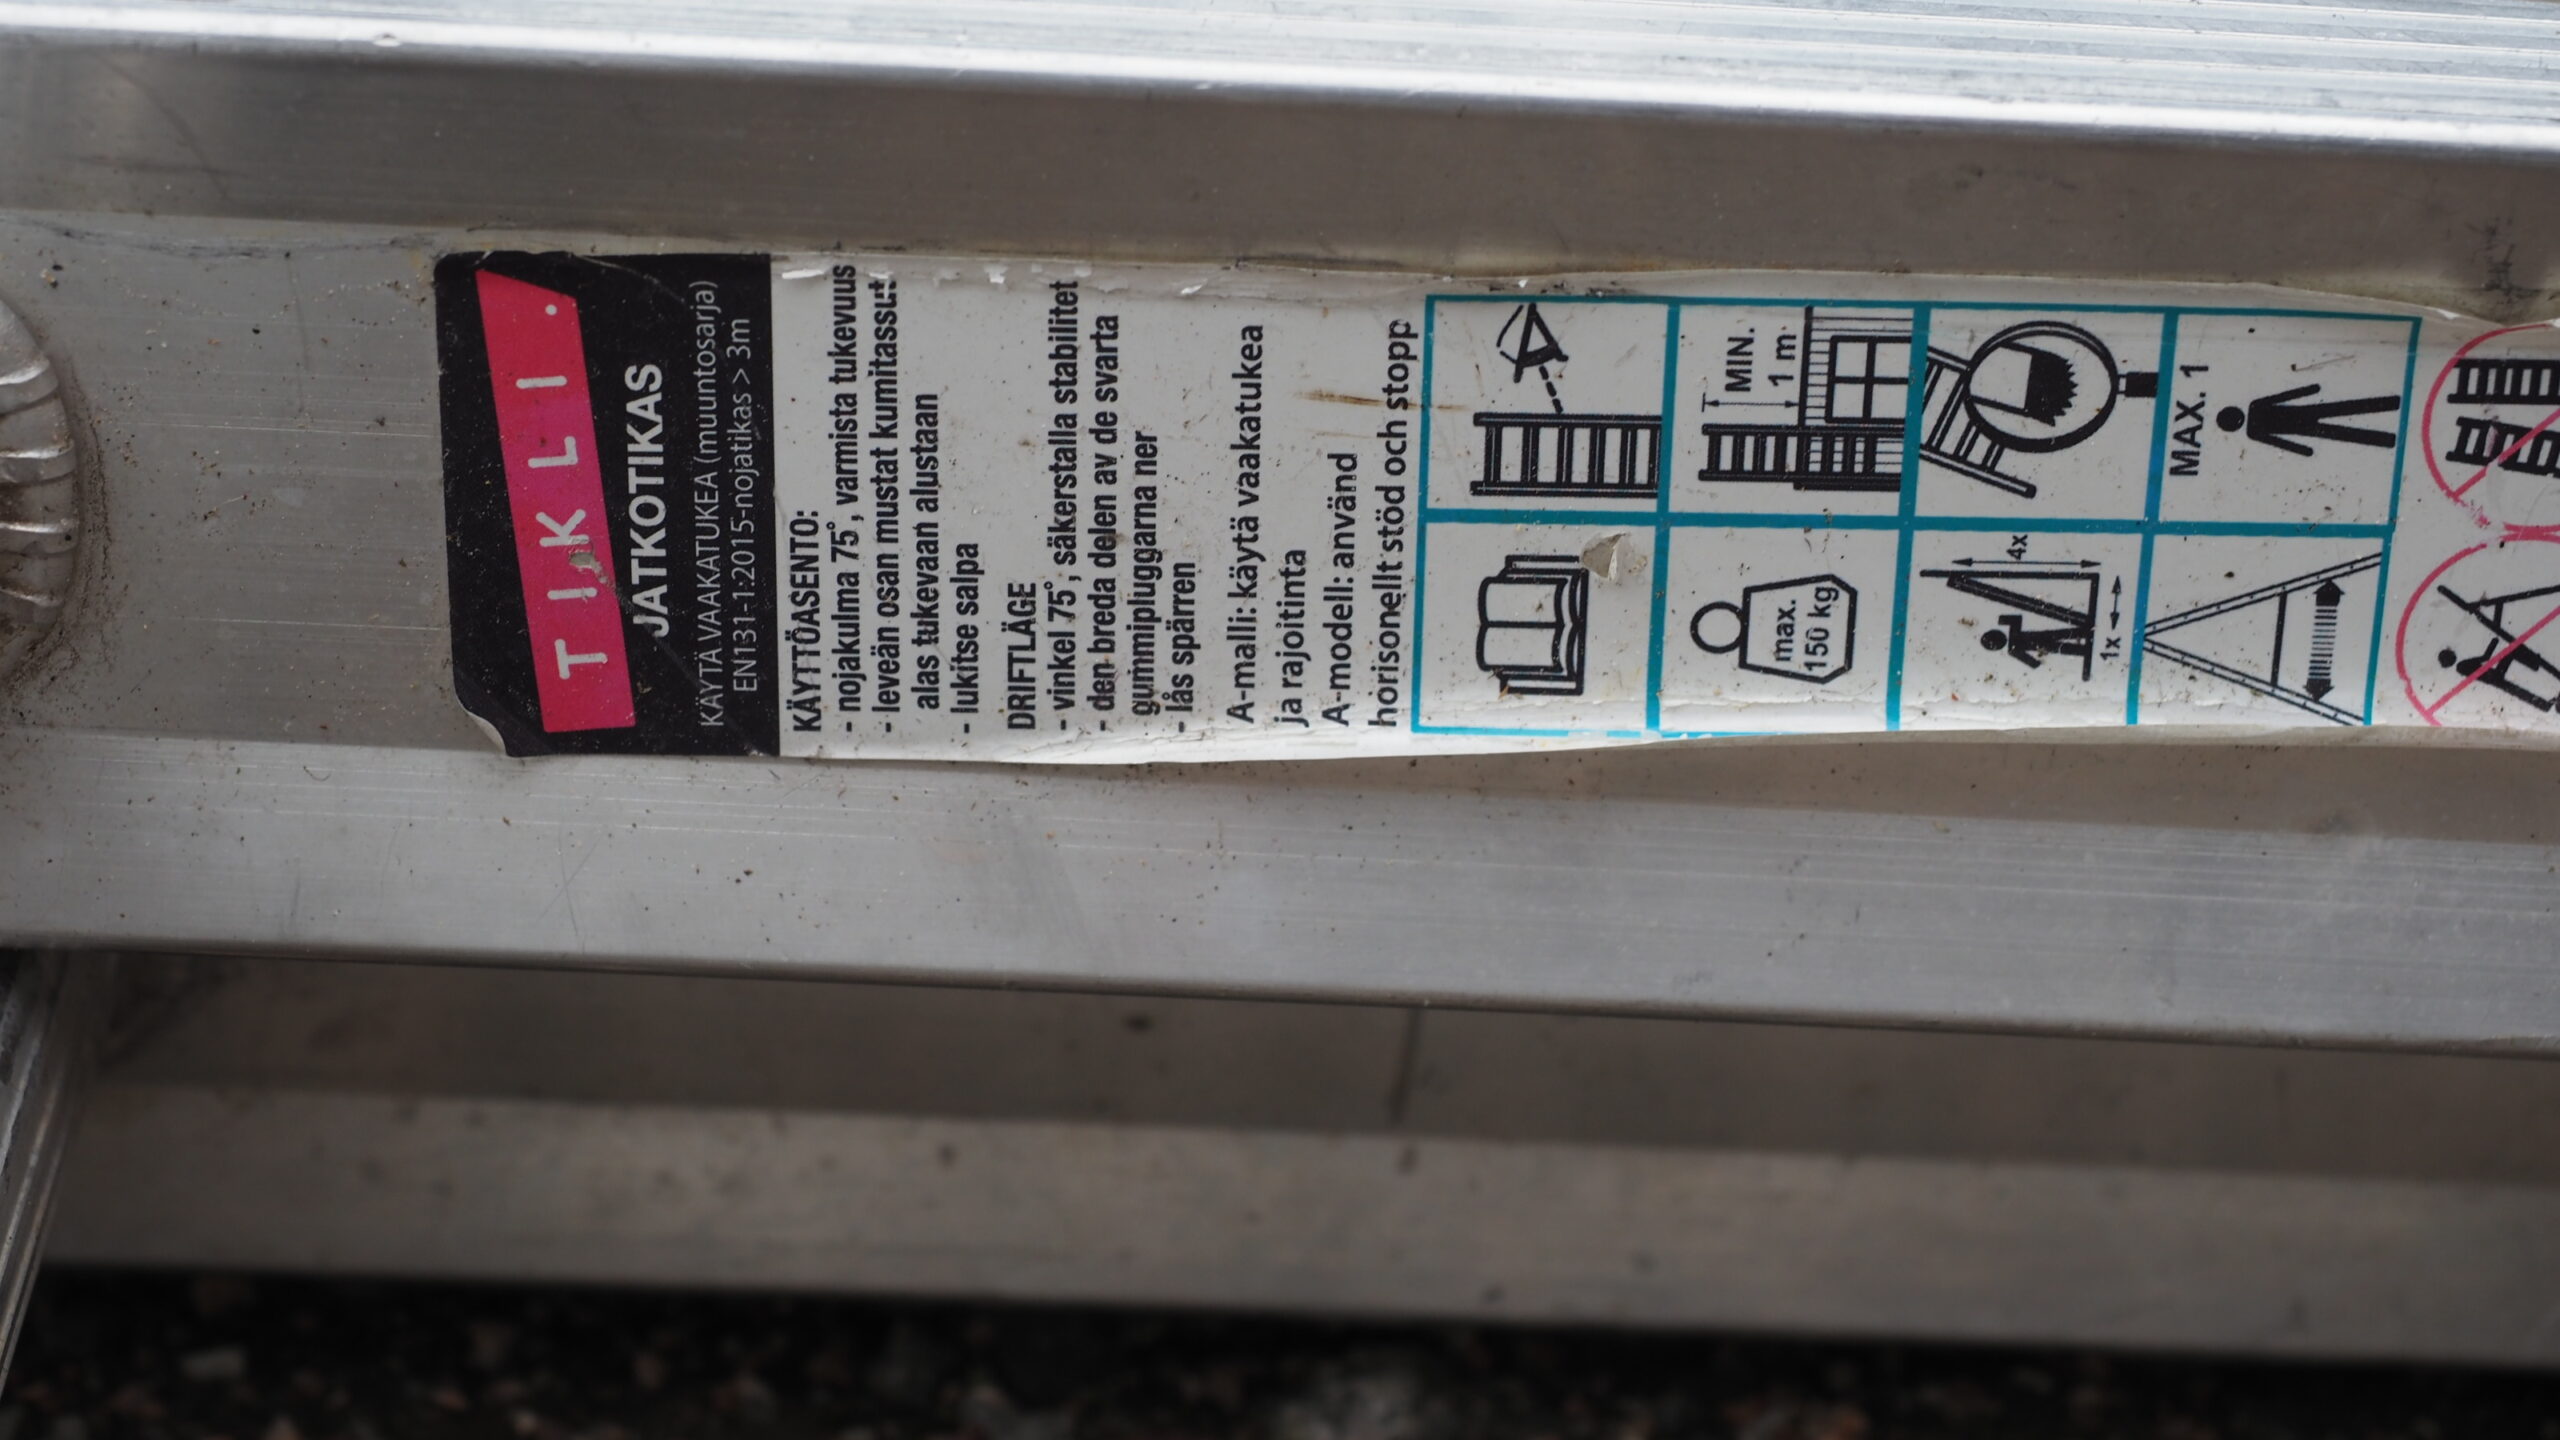 TIKLI.
JATKOTIKAS
KÄYTÄ VAAKATUKEA (muuntosarja)
EN131-1:2015-nojatikas > 3m
KÄYTTÖASENTO:
- nojakulma 75°, varmista tukevuus
- leveän osan mustat kumitassut
alas tukevaan alustaan
- lukitse salpa
DRIFTLÄGE
- vinkel 75°, säkerstalla stabilitet
- den breda delen av de svarta
gummipluggarna ner
- lås spärren
A-malli: käytä vaakatukea
ja rajoitinta
A-modell: använd
horisonellt stöd och stopp
max.
150 kg
MIN.
1 m
4x
1x
MAX. 1